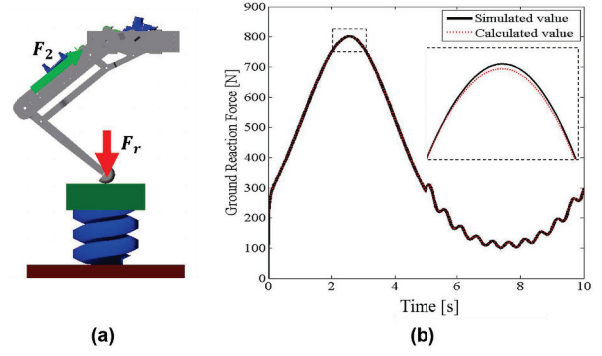 F₂
Fᵣ
(a)
Ground Reaction Force [N]
900
800
700
600
500
400
300
200
100
0
Simulated value
Calculated value
0
2
4
6
8
10
Time [s]
(b)